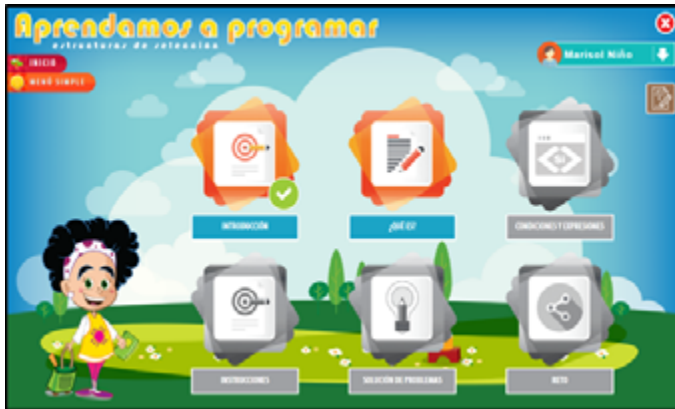 Aprendamos a programar
estructuras de selección
INICIO
MENÚ SIMPLE
Marisol Niño
INTRODUCCIÓN
¿QUÉ ES?
CONDICIONES Y EXPRESIONES
Si
INSTRUCCIONES
SOLUCIÓN DE PROBLEMAS
RETO